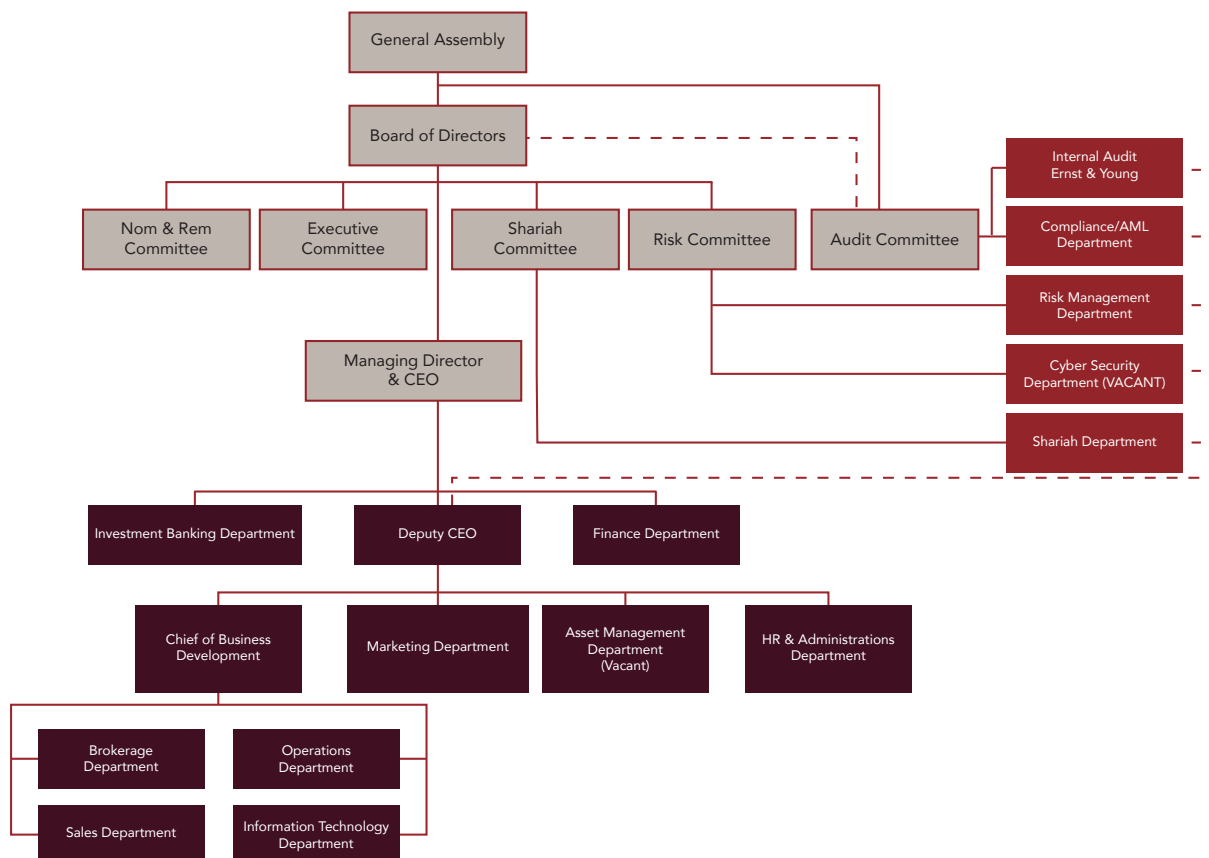 General Assembly
Board of Directors
Internal Audit
Ernst & Young
Nom & Rem
Committee
Executive
Committee
Shariah
Committee
Risk Committee
Audit Committee
Compliance/AML
Department
Risk Management
Department
Managing Director
& CEO
Cyber Security
Department (VACANT)
Shariah Department
Investment Banking Department
Deputy CEO
Finance Department
Chief of Business
Development
Marketing Department
Asset Management
Department
(Vacant)
HR & Administrations
Department
Brokerage
Department
Operations
Department
Sales Department
Information Technology
Department